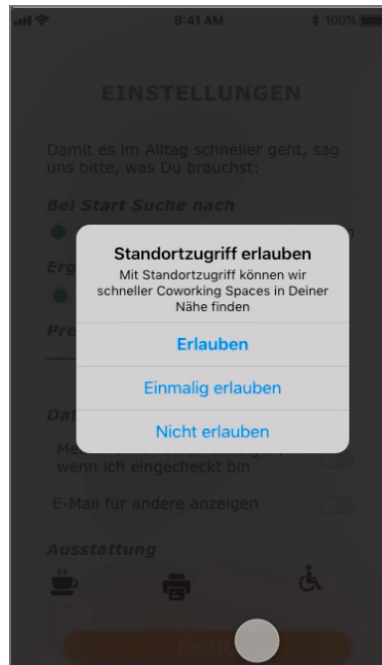 9:41 AM
100%
EINSTELLUNGEN
Damit es im Alltag schneller geht, sag
uns bitte, was Du brauchst:
Bei Start Suche nach
Standortzugriff erlauben
Mit Standortzugriff können wir
schneller Coworking Spaces in Deiner
Nähe finden
Erlauben
Einmalig erlauben
Nicht erlauben
wenn ich eingecheckt bin
E-Mail für andere anzeigen
Ausstattung